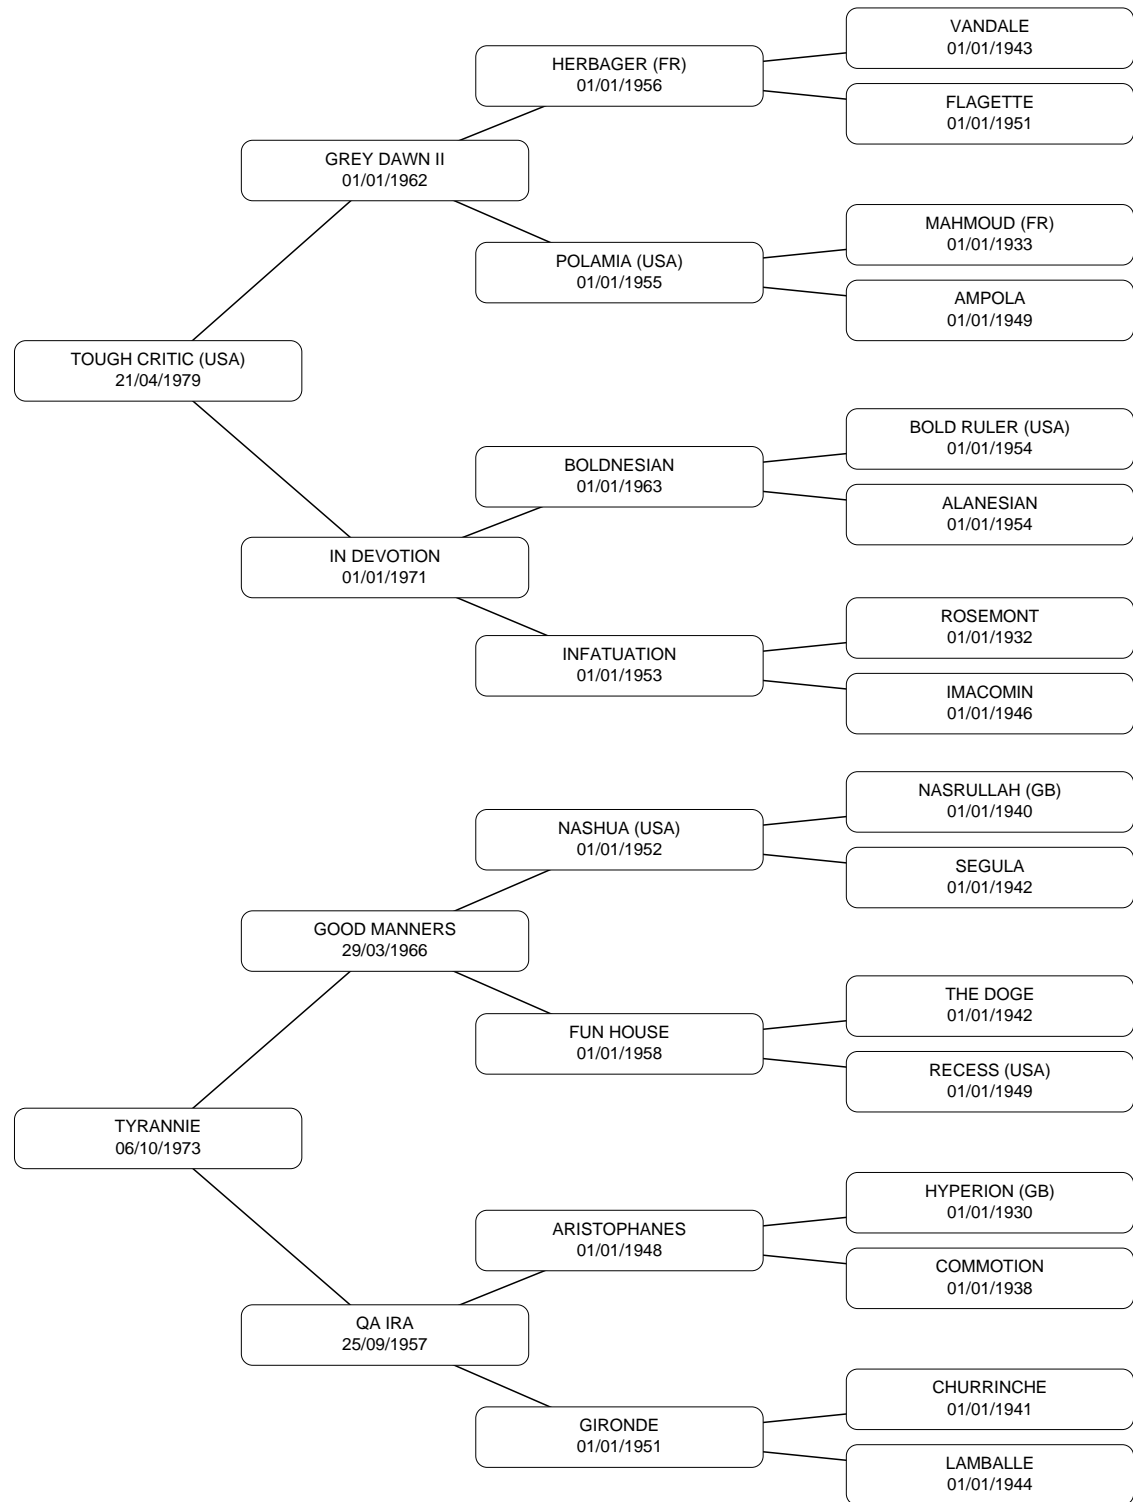 VANDALE
01/01/1943
HERBAGER (FR)
01/01/1956
FLAGETTE
01/01/1951
GREY DAWN II
01/01/1962
MAHMOUD (FR)
01/01/1933
POLAMIA (USA)
01/01/1955
AMPOLA
01/01/1949
TOUGH CRITIC (USA)
21/04/1979
BOLD RULER (USA)
01/01/1954
BOLDNESIAN
01/01/1963
ALANESIAN
01/01/1954
IN DEVOTION
01/01/1971
ROSEMONT
01/01/1932
INFATUATION
01/01/1953
IMACOMIN
01/01/1946
NASRULLAH (GB)
01/01/1940
NASHUA (USA)
01/01/1952
SEGULA
01/01/1942
GOOD MANNERS
29/03/1966
THE DOGE
01/01/1942
FUN HOUSE
01/01/1958
RECESS (USA)
01/01/1949
TYRANNIE
06/10/1973
HYPERION (GB)
01/01/1930
ARISTOPHANES
01/01/1948
COMMOTION
01/01/1938
QA IRA
25/09/1957
CHURRINCHE
01/01/1941
GIRONDE
01/01/1951
LAMBALLE
01/01/1944